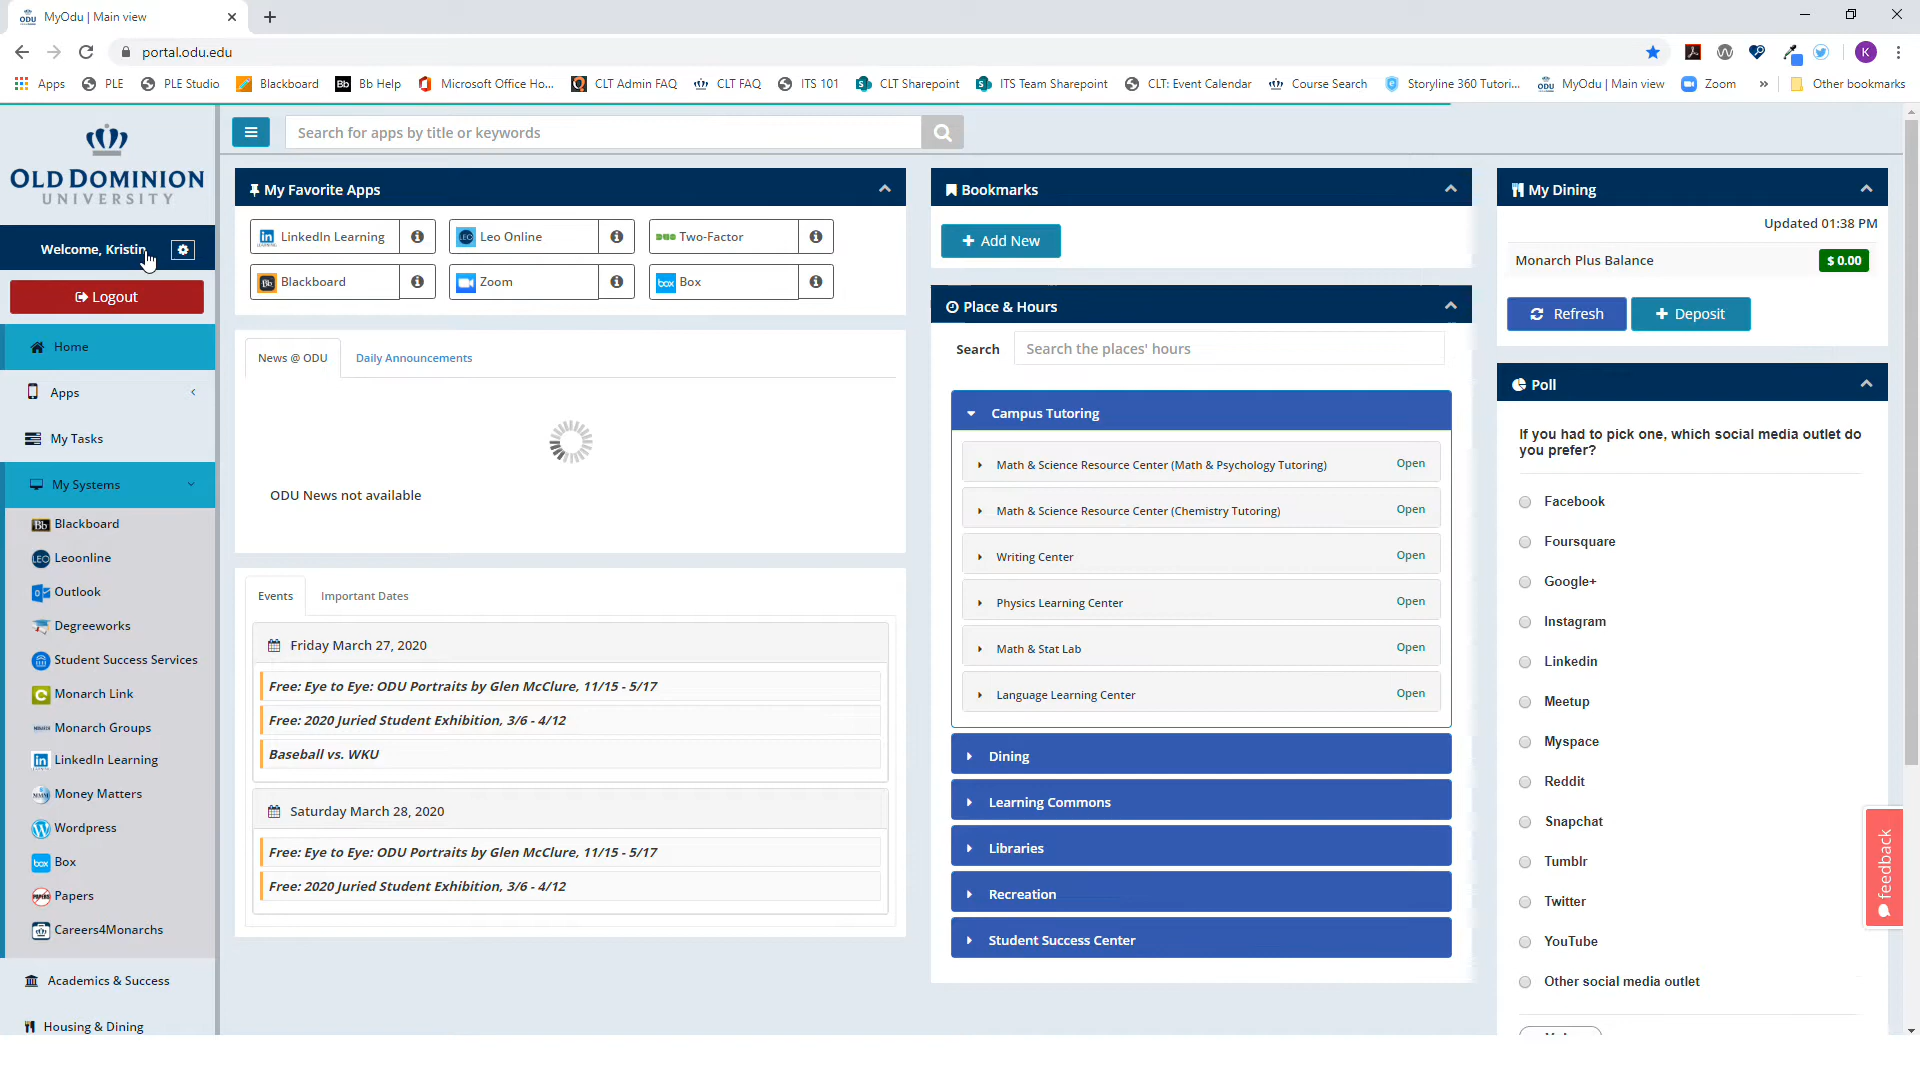 MyOdu | Main view
portal.odu.edu
K
Apps
PLE
PLE Studio
Blackboard
Bb Help
Microsoft Office Ho...
CLT Admin FAQ
CLT FAQ
ITS 101
CLT Sharepoint
ITS Team Sharepoint
CLT: Event Calendar
Course Search
Storyline 360 Tutori...
MyOdu | Main view
Zoom
Other bookmarks
OLD DOMINION
UNIVERSITY
Welcome, Kristin
Logout
Home
Apps
My Tasks
My Systems
Blackboard
Leoonline
Outlook
Degreeworks
Student Success Services
Monarch Link
Monarch Groups
LinkedIn Learning
Money Matters
Wordpress
Box
Papers
Careers4Monarchs
Academics & Success
Housing & Dining
Search for apps by title or keywords
My Favorite Apps
LinkedIn Learning
Leo Online
Two-Factor
Blackboard
Zoom
Box
News @ ODU
Daily Announcements
ODU News not available
Events
Important Dates
Friday March 27, 2020
Free: Eye to Eye: ODU Portraits by Glen McClure, 11/15 - 5/17
Free: 2020 Juried Student Exhibition, 3/6 - 4/12
Baseball vs. WKU
Saturday March 28, 2020
Free: Eye to Eye: ODU Portraits by Glen McClure, 11/15 - 5/17
Free: 2020 Juried Student Exhibition, 3/6 - 4/12
Bookmarks
Add New
Place & Hours
Search
Search the places' hours
Campus Tutoring
Math & Science Resource Center (Math & Psychology Tutoring) Open
Math & Science Resource Center (Chemistry Tutoring) Open
Writing Center Open
Physics Learning Center Open
Math & Stat Lab Open
Language Learning Center Open
Dining
Learning Commons
Libraries
Recreation
Student Success Center
My Dining
Updated 01:38 PM
Monarch Plus Balance $ 0.00
Refresh
Deposit
Poll
If you had to pick one, which social media outlet do
you prefer?
Facebook
Foursquare
Google+
Instagram
Linkedin
Meetup
Myspace
Reddit
Snapchat
Tumblr
Twitter
YouTube
Other social media outlet
feedback